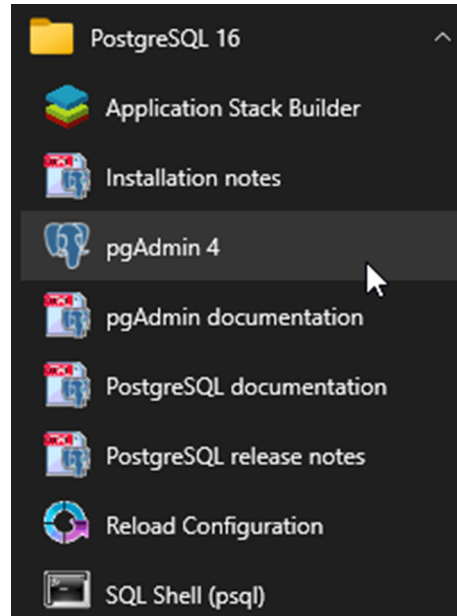 PostgreSQL 16
Application Stack Builder
Installation notes
pgAdmin 4
pgAdmin documentation
PostgreSQL documentation
PostgreSQL release notes
Reload Configuration
SQL Shell (psql)